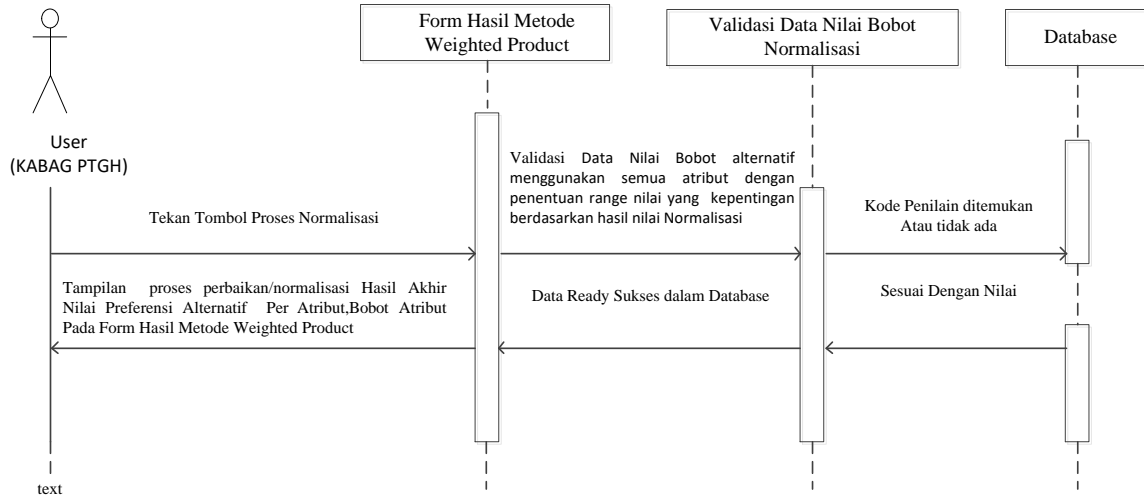 Form Hasil Metode
Weighted Product
Validasi Data Nilai Bobot
Normalisasi
Database
User
(KABAG PTGH)
Tekan Tombol Proses Normalisasi
Validasi Data Nilai Bobot alternatif
menggunakan semua atribut dengan
penentuan range nilai yang kepentingan
berdasarkan hasil nilai Normalisasi
Kode Penilain ditemukan
Atau tidak ada
Tampilan proses perbaikan/normalisasi Hasil Akhir
Nilai Preferensi Alternatif Per Atribut,Bobot Atribut
Pada Form Hasil Metode Weighted Product
Data Ready Sukses dalam Database
Sesuai Dengan Nilai
text